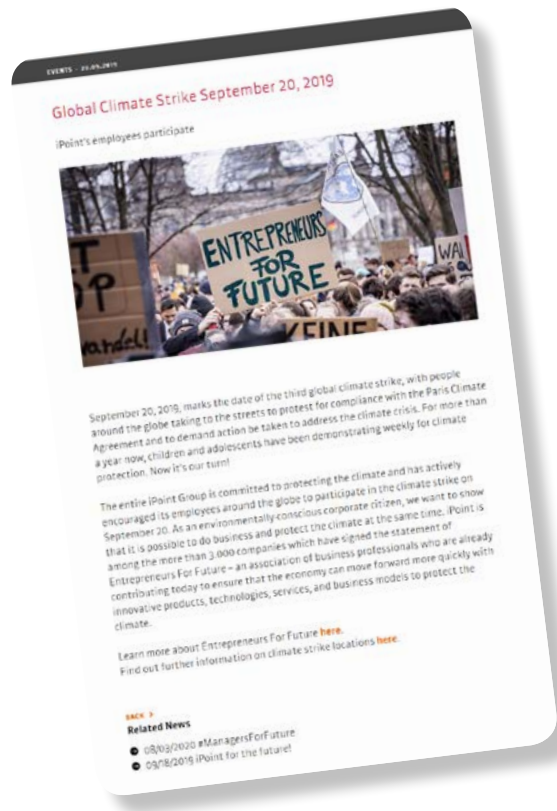 EVENTS - 20.09.2019
Global Climate Strike September 20, 2019
iPoint's employees participate
ENTREPRENEURS
FOR
FUTURE
KEINE
WAL
T
OP
wandel!
September 20, 2019, marks the date of the third global climate strike, with people
around the globe taking to the streets to protest for compliance with the Paris Climate
Agreement and to demand action be taken to address the climate crisis. For more than
a year now, children and adolescents have been demonstrating weekly for climate
protection. Now it's our turn!
The entire iPoint Group is committed to protecting the climate and has actively
encouraged its employees around the globe to participate in the climate strike on
September 20. As an environmentally-conscious corporate citizen, we want to show
that it is possible to do business and protect the climate at the same time. iPoint is
among the more than 3.000 companies which have signed the statement of
Entrepreneurs For Future – an association of business professionals who are already
contributing today to ensure that the economy can move forward more quickly with
innovative products, technologies, services, and business models to protect the
climate.
Learn more about Entrepreneurs For Future here.
Find out further information on climate strike locations here.
BACK >
Related News
08/03/2020 #ManagersForFuture
09/18/2019 iPoint for the future!